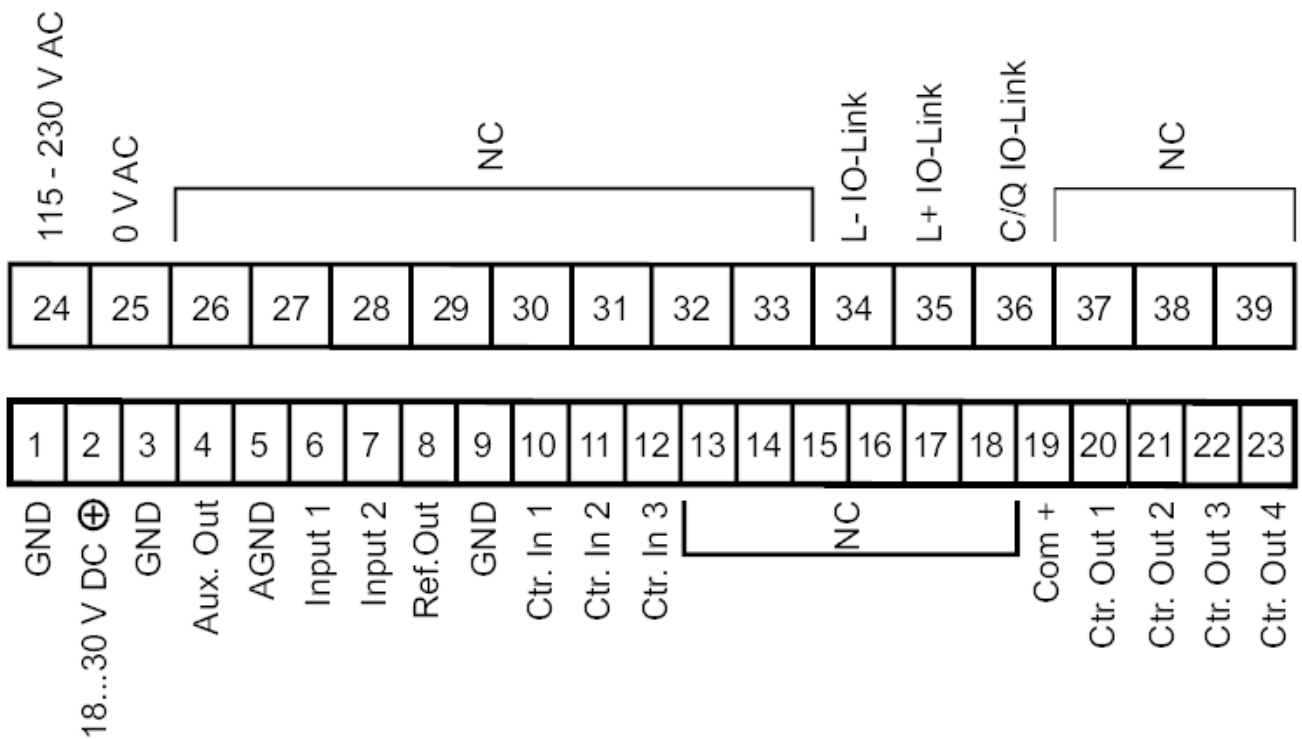 115 - 230 V AC
0 V AC
NC
L- IO-Link
L+ IO-Link
C/Q IO-Link
NC
24 25 26 27 28 29 30 31 32 33 34 35 36 37 38 39
1 2 3 4 5 6 7 8 9 10 11 12 13 14 15 16 17 18 19 20 21 22 23
GND
18...30 V DC ⊕
GND
Aux. Out
AGND
Input 1
Input 2
Ref.Out
GND
Ctr. In 1
Ctr. In 2
Ctr. In 3
NC
Com +
Ctr. Out 1
Ctr. Out 2
Ctr. Out 3
Ctr. Out 4